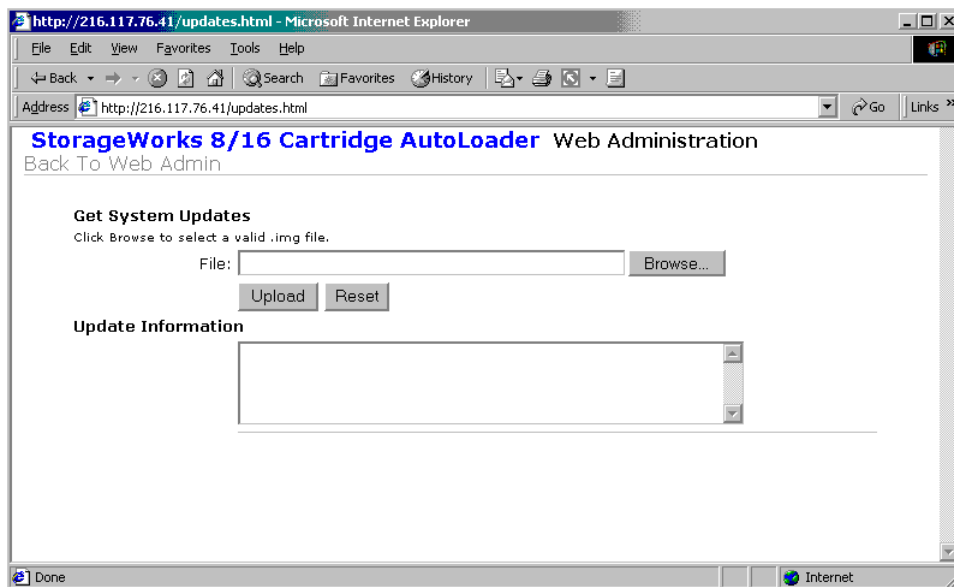 http://216.117.76.41/updates.html - Microsoft Internet Explorer
File Edit View Favorites Tools Help
Back Search Favorites History
Address http://216.117.76.41/updates.html Go Links »
StorageWorks 8/16 Cartridge AutoLoader Web Administration
Back To Web Admin
Get System Updates
Click Browse to select a valid .img file.
File: Browse...
Upload Reset
Update Information
Done Internet